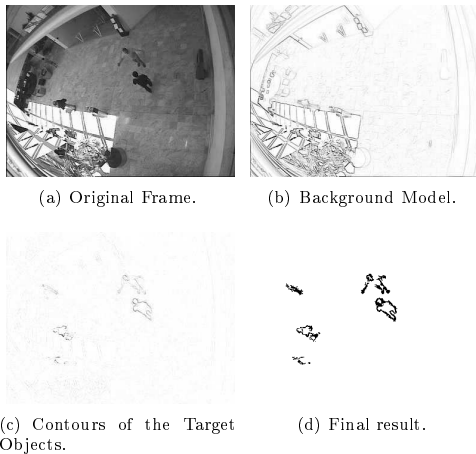 (a) Original Frame.
(b) Background Model.
(c) Contours of the Target
Objects.
(d) Final result.